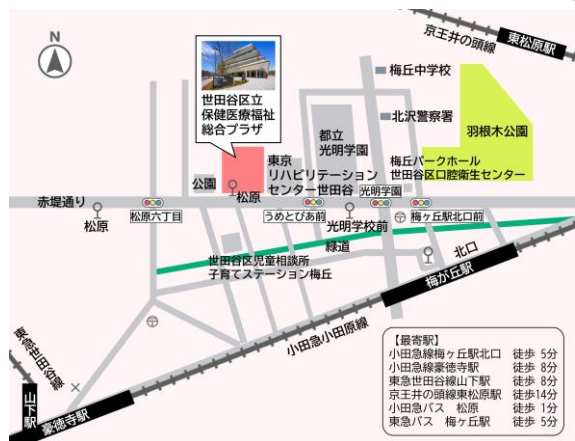 N
京王井の頭線
東松原駅
梅丘中学校
北沢警察署
羽根木公園
世田谷区立
保健医療福祉
総合プラザ
都立
光明学園
東京
リハビリテーション
センター世田谷
梅丘パークホール
世田谷区口腔衛生センター
公園
松原
光明学園
赤堤通り
松原
松原六丁目
うめとぴあ前
光明学校前
梅ヶ丘駅北口前
緑道
北口
世田谷区児童相談所
子育てステーション梅丘
梅が丘駅
小田急小田原線
東急世田谷線
山下駅
豪徳寺駅
【最寄駅】
小田急線梅ヶ丘駅北口 徒歩 5分
小田急線豪徳寺駅 徒歩 8分
東急世田谷線山下駅 徒歩 8分
京王井の頭線東松原駅 徒歩14分
小田急バス 松原 徒歩 1分
東急バス 梅ヶ丘駅 徒歩 5分